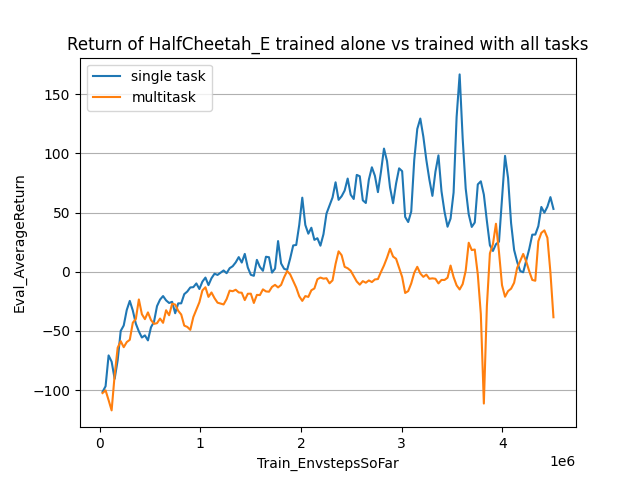 Return of HalfCheetah_E trained alone vs trained with all tasks
single task
multitask
Eval_AverageReturn
150
100
50
0
−50
−100
0 1 2 3 4
1e6
Train_EnvstepsSoFar